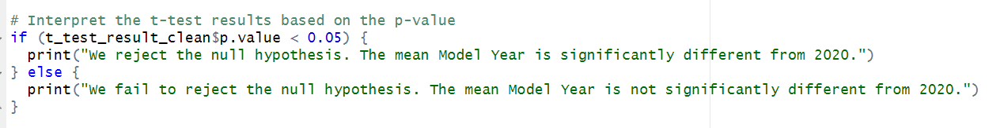 # Interpret the t-test results based on the p-value
if (t_test_result_clean$p.value < 0.05) {
  print("We reject the null hypothesis. The mean Model Year is significantly different from 2020.")
} else {
  print("We fail to reject the null hypothesis. The mean Model Year is not significantly different from 2020.")
}